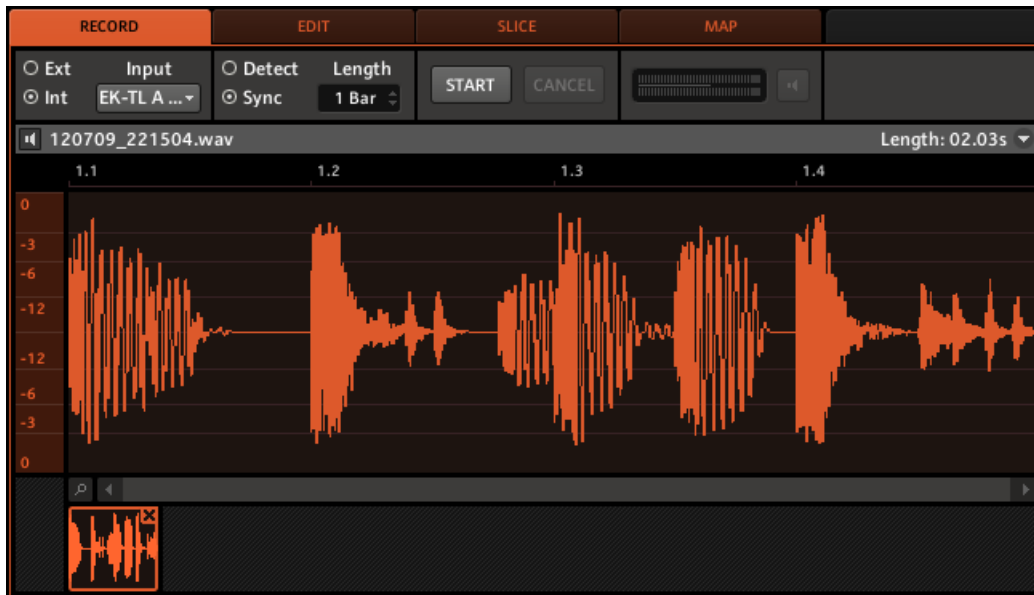 RECORD EDIT SLICE MAP
Ext Input Detect Length START CANCEL
Int EK-TL A ... Sync 1 Bar
120709_221504.wav Length: 02.03s
1.1 1.2 1.3 1.4
0
-3
-6
-12
-12
-6
-3
0